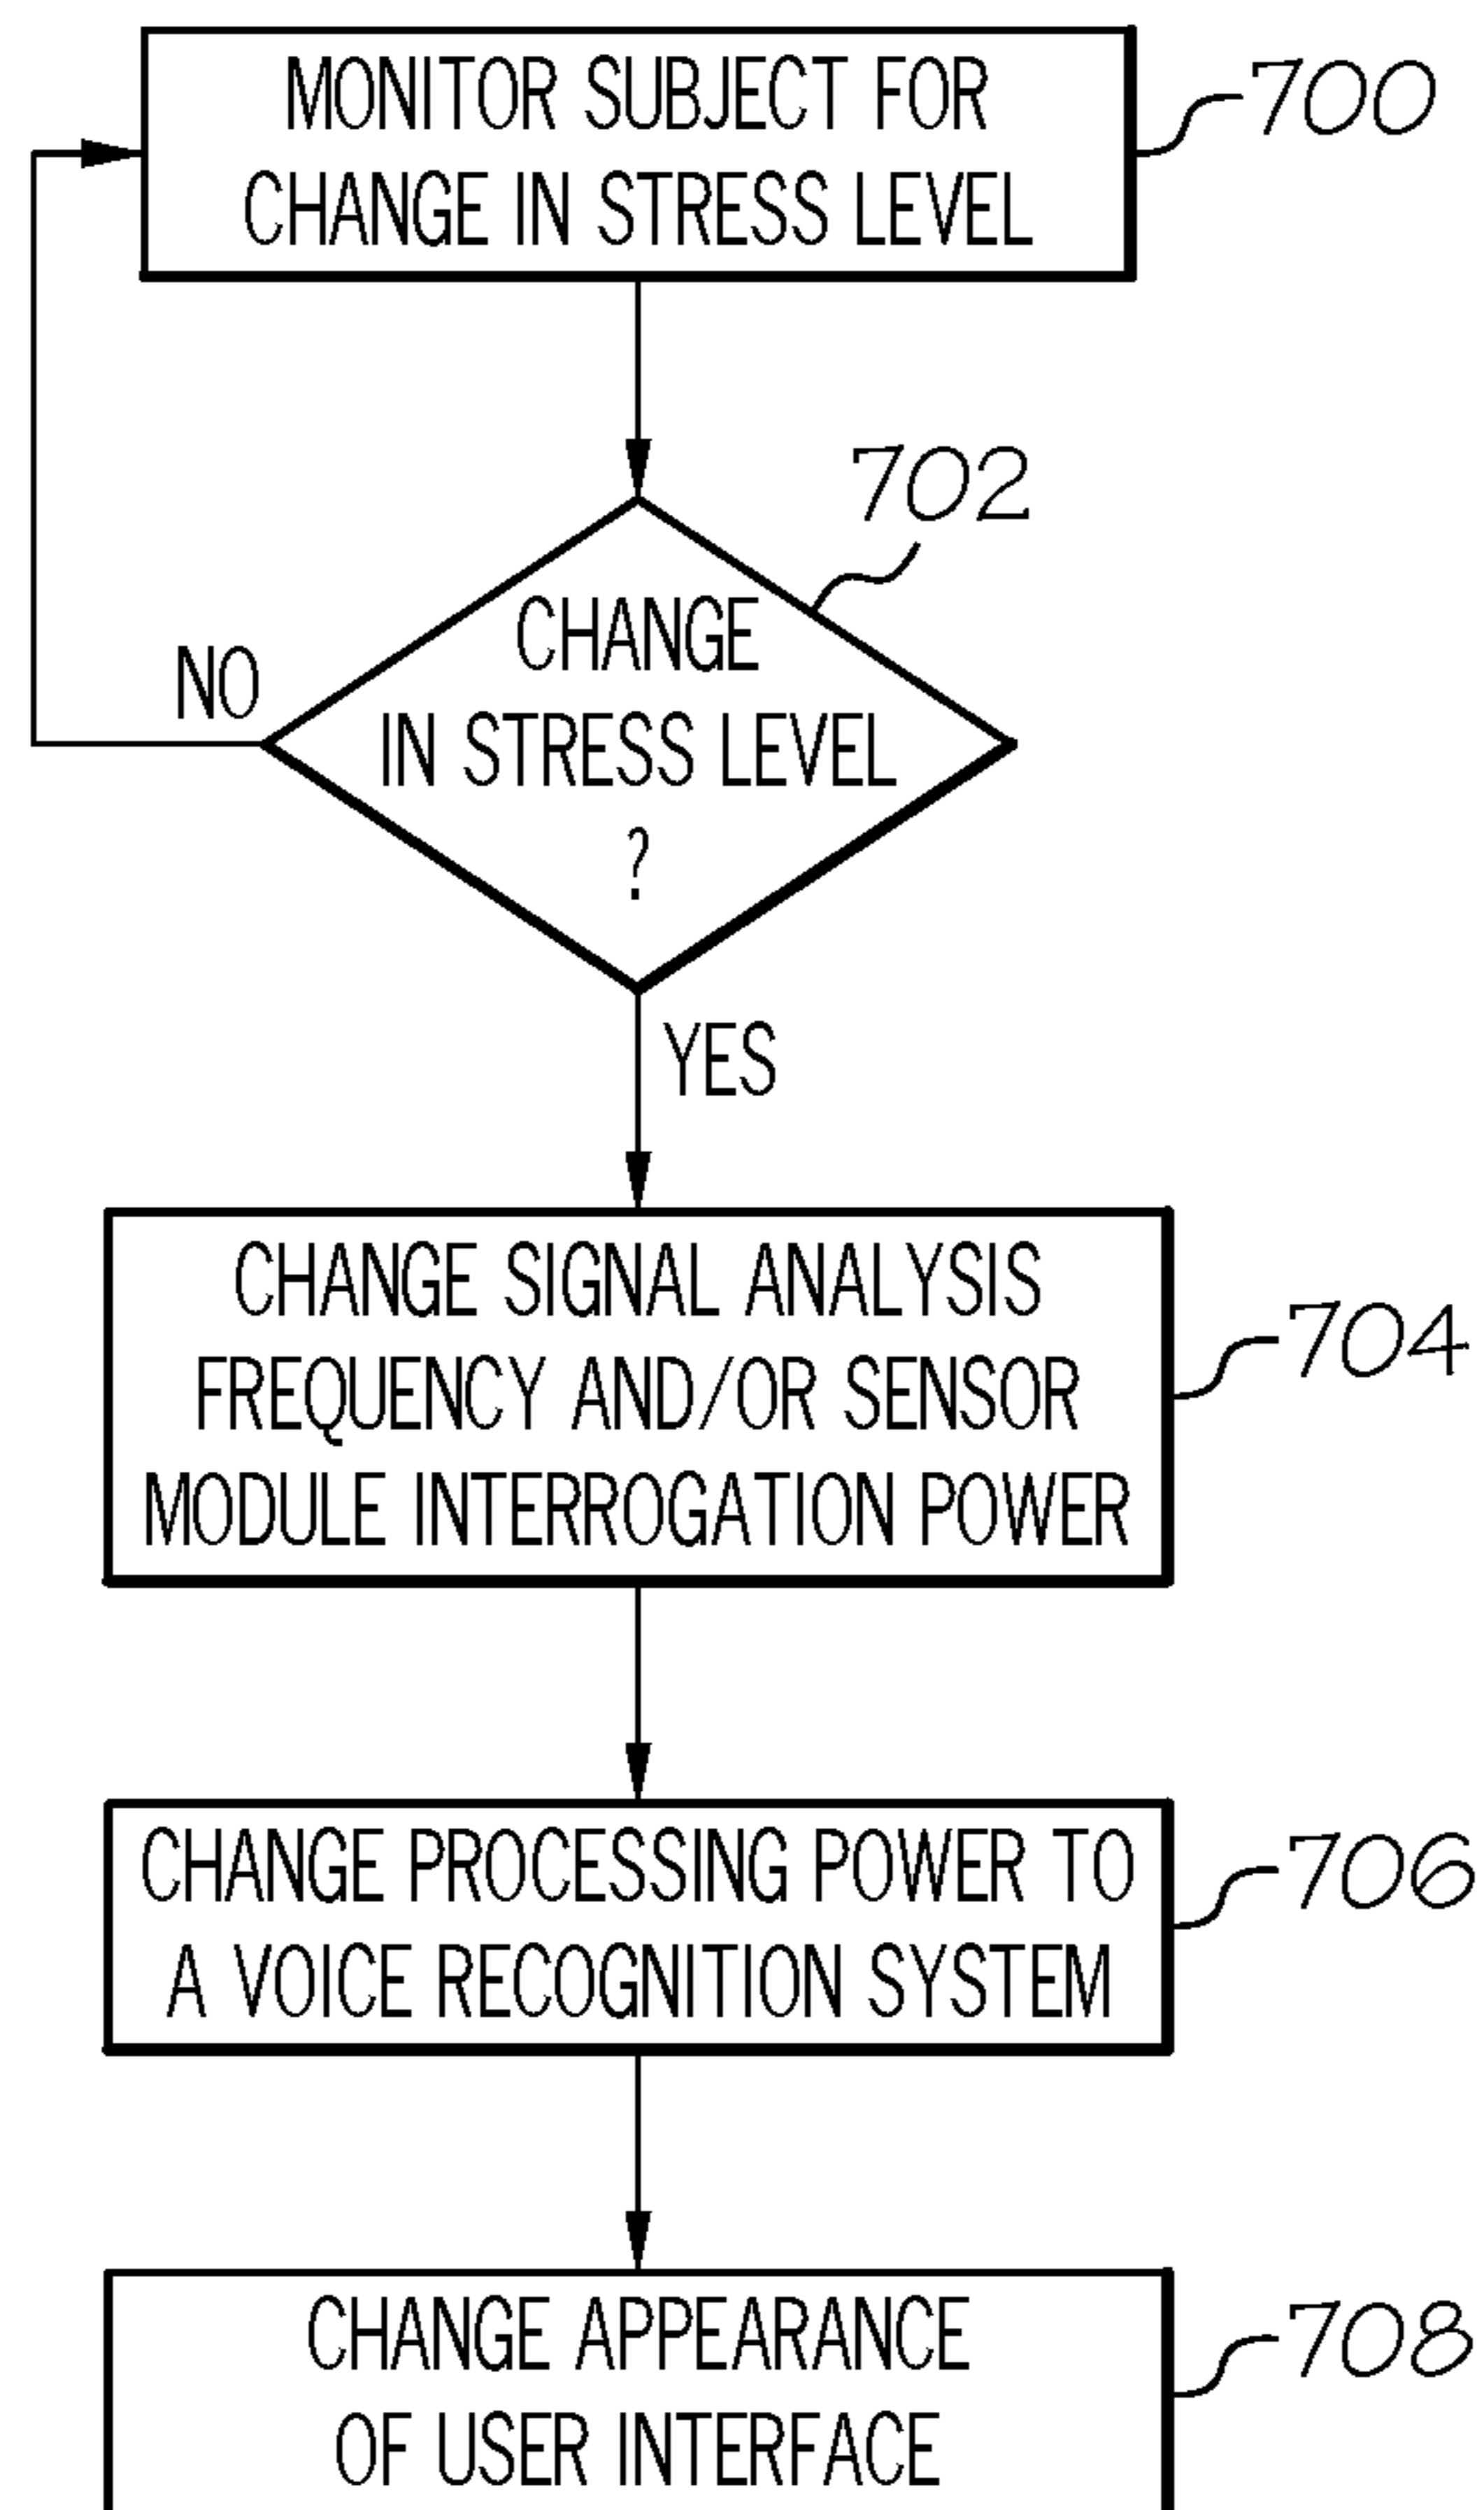 MONITOR SUBJECT FOR
CHANGE IN STRESS LEVEL
700
702
CHANGE
IN STRESS LEVEL
?
NO
YES
CHANGE SIGNAL ANALYSIS
FREQUENCY AND/OR SENSOR
MODULE INTERROGATION POWER
704
CHANGE PROCESSING POWER TO
A VOICE RECOGNITION SYSTEM
706
CHANGE APPEARANCE
OF USER INTERFACE
708